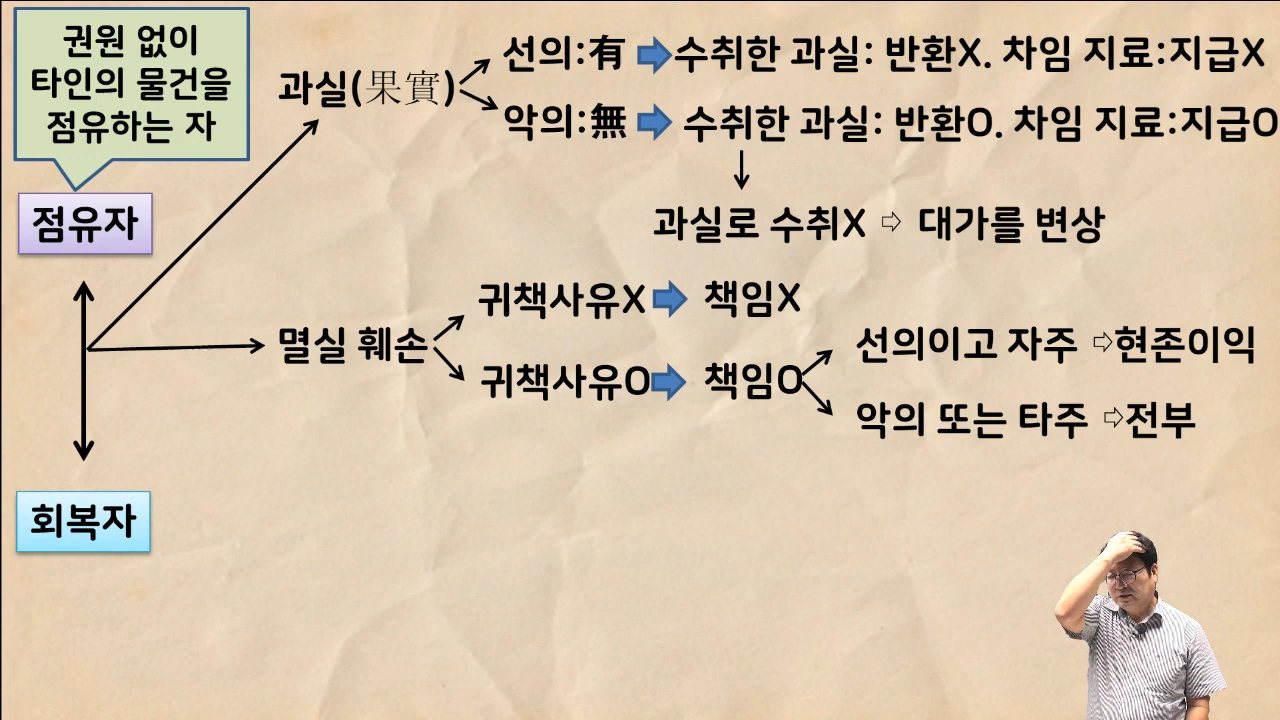 권원 없이
타인의 물건을
점유하는 자
점유자
회복자
과실(果實)
선의:有 ➡ 수취한 과실: 반환X. 차임 지료:지급X
악의:無 ➡ 수취한 과실: 반환O. 차임 지료:지급O
과실로 수취X ⇨ 대가를 변상
멸실 훼손
귀책사유X ➡ 책임X
귀책사유O ➡ 책임O
선의이고 자주 ⇨현존이익
악의 또는 타주 ⇨전부